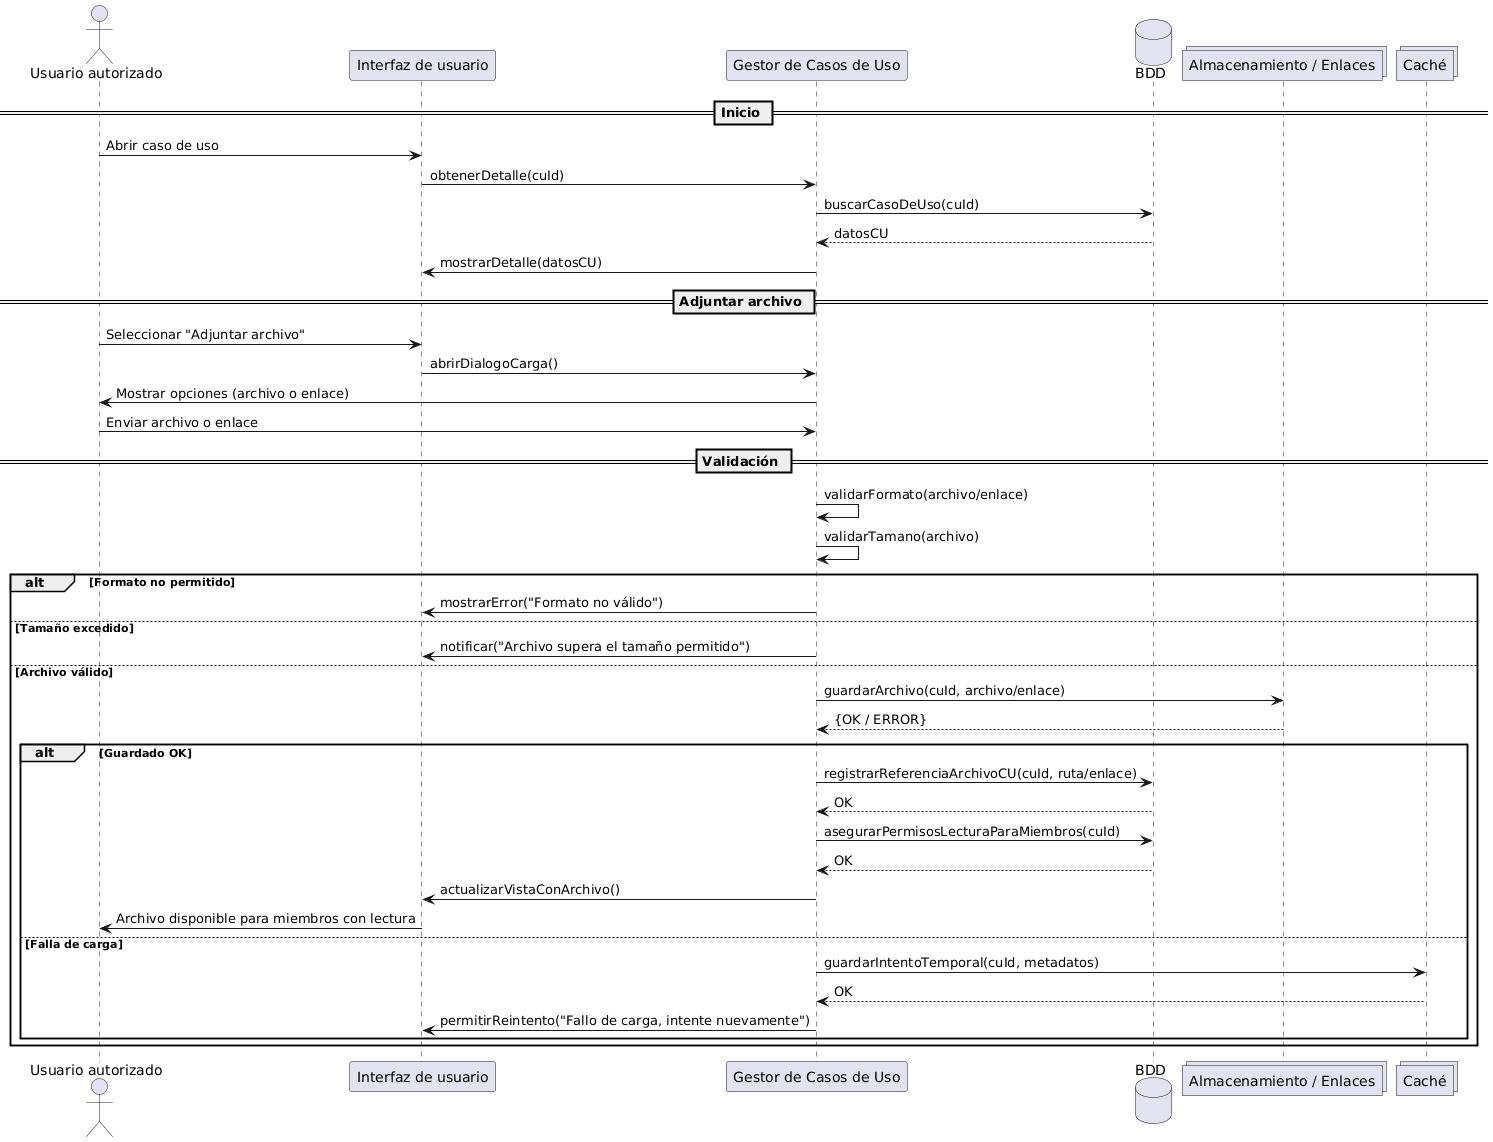 Usuario autorizado
Interfaz de usuario
Gestor de Casos de Uso
BDD
Almacenamiento / Enlaces
Caché
Inicio
Abrir caso de uso
obtenerDetalle(cuId)
buscarCasoDeUso(cuId)
datosCU
mostrarDetalle(datosCU)
Adjuntar archivo
Seleccionar "Adjuntar archivo"
abrirDialogoCarga()
Mostrar opciones (archivo o enlace)
Enviar archivo o enlace
Validación
validarFormato(archivo/enlace)
validarTamano(archivo)
alt [Formato no permitido]
mostrarError("Formato no válido")
[Tamaño excedido]
notificar("Archivo supera el tamaño permitido")
[Archivo válido]
guardarArchivo(cuId, archivo/enlace)
{OK / ERROR}
alt [Guardado OK]
registrarReferenciaArchivoCU(cuId, ruta/enlace)
OK
asegurarPermisosLecturaParaMiembros(cuId)
OK
actualizarVistaConArchivo()
Archivo disponible para miembros con lectura
[Falla de carga]
guardarIntentoTemporal(cuId, metadatos)
OK
permitirReintento("Fallo de carga, intente nuevamente")
Usuario autorizado
Interfaz de usuario
Gestor de Casos de Uso
BDD
Almacenamiento / Enlaces
Caché